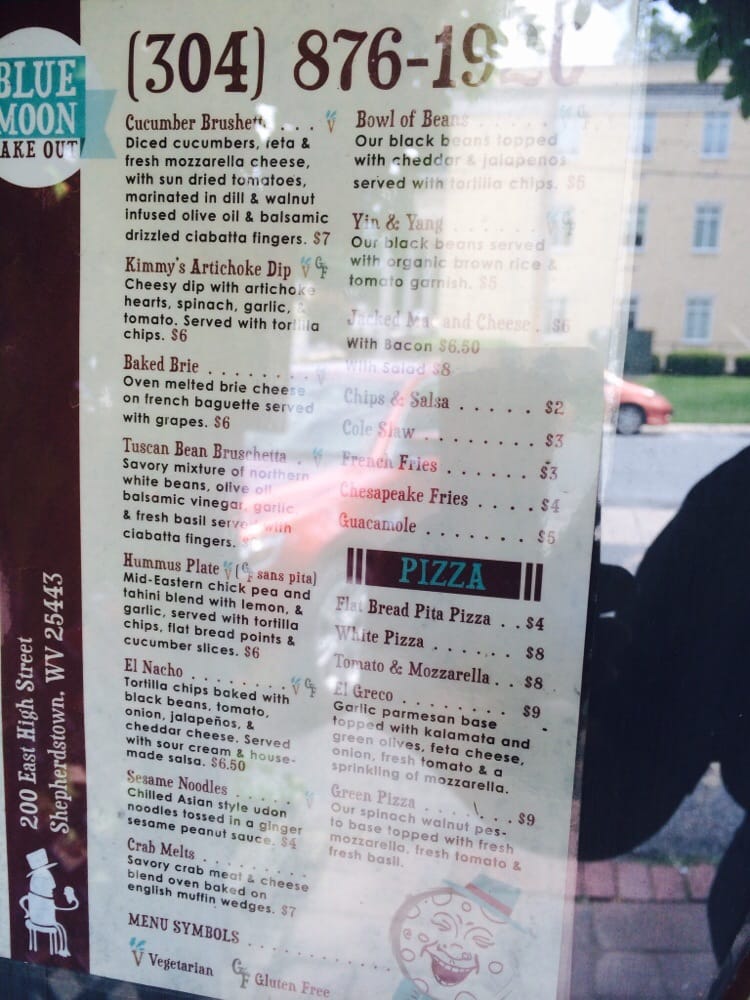 BLUE
MOON
AKE OUT
(304) 876-19
Cucumber Brushett . . . V
Diced cucumbers, feta &
fresh mozzarella cheese,
with sun dried tomatoes,
marinated in dill & walnut
infused olive oil & balsamic
drizzled ciabatta fingers. $7
Kimmy's Artichoke Dip V GF
Cheesy dip with artichoke
hearts, spinach, garlic, &
tomato. Served with tortilla
chips. $6
Baked Brie . . . . . . . . V
Oven melted brie cheese
on french baguette served
with grapes. $6
Tuscan Bean Bruschetta . V
Savory mixture of northern
white beans, olive oil
balsamic vinegar, garlic
& fresh basil served with
ciabatta fingers.
Hummus Plate V (GF sans pita)
Mid-Eastern chick pea and
tahini blend with lemon, &
garlic, served with tortilla
chips, flat bread points &
cucumber slices. $6
El Nacho . . . . . . . . V GF
Tortilla chips baked with
black beans, tomato,
onion, jalapeños, &
cheddar cheese. Served
with sour cream & house-
made salsa. $6.50
Sesame Noodles . . . . . V
Chilled Asian style udon
noodles tossed in a ginger
sesame peanut sauce. $4
Crab Melts . . . . . . . .
Savory crab meat & cheese
blend oven baked on
english muffin wedges. $7
MENU SYMBOLS . . . . . . . . . . .
V Vegetarian GF Gluten Free
Bowl of Beans . . . . . . V GF
Our black beans topped
with cheddar & jalapenos
served with tortilla chips. $5
Yin & Yang . . . . . . . V GF
Our black beans served
with organic brown rice &
tomato garnish. $5
Jacked Mac and Cheese . $6
With Bacon $6.50
With Salad $8
Chips & Salsa . . . . . . $2
Cole Slaw . . . . . . . . $3
French Fries . . . . . . $3
Chesapeake Fries . . . . $4
Guacamole . . . . . . . $5
PIZZA
Flat Bread Pita Pizza . . $4
White Pizza . . . . . . . $8
Tomato & Mozzarella . . $8
El Greco . . . . . . . . $9
Garlic parmesan base
topped with kalamata and
green olives, feta cheese,
onion, fresh tomato & a
sprinkling of mozzarella.
Green Pizza . . . . . . . $9
Our spinach walnut pes-
to base topped with fresh
mozzarella, fresh tomato &
fresh basil.
200 East High Street
Shepherdstown, WV 25443